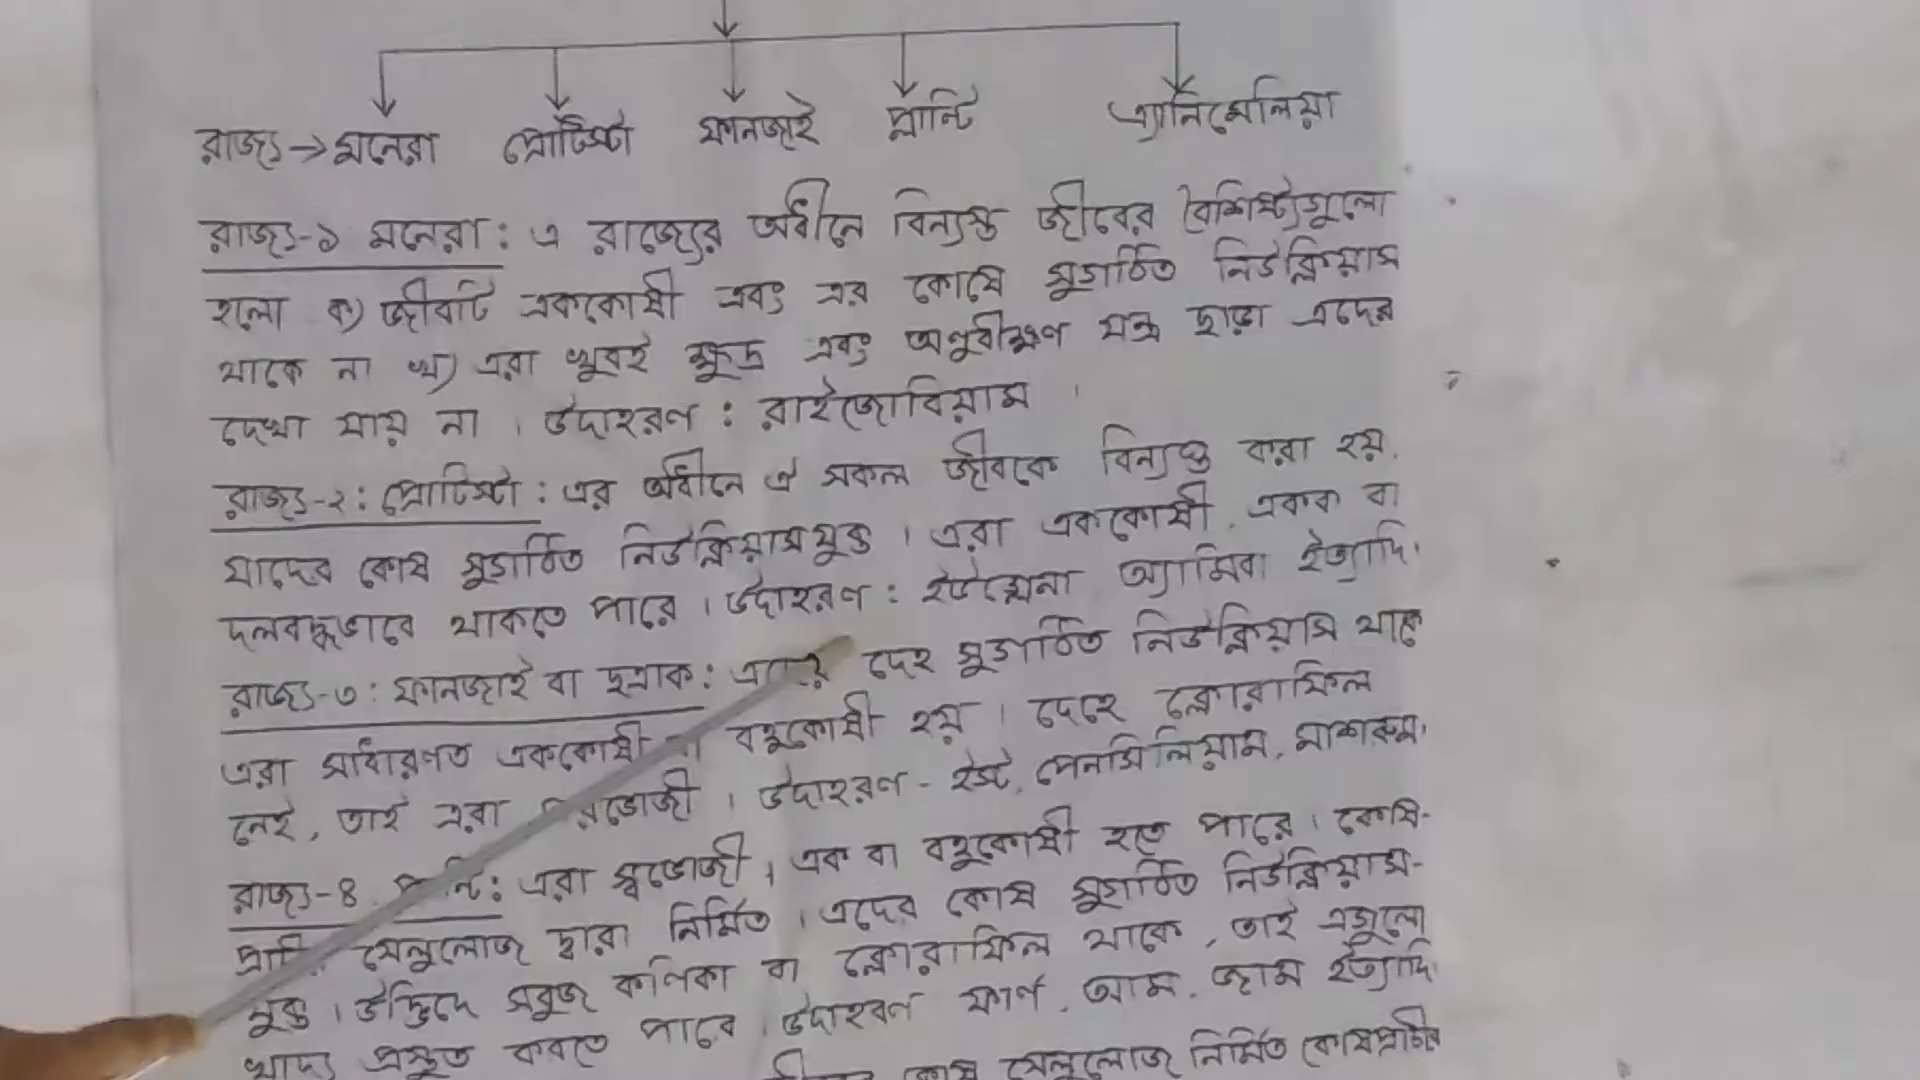 রাজ্য→মনেরা প্রোটিস্টা ফানজাই প্লান্টি এ্যানিমেলিয়া
রাজ্য-১ মনেরা : এ রাজ্যের অধীনে বিন্যস্ত জীবের বৈশিষ্ট্যগুলো
হলো ক) জীবটি এককোষী এবং এর কোষে সুগঠিত নিউক্লিয়াস
থাকে না খ) এরা খুবই ক্ষুদ্র এবং অণুবীক্ষণ যন্ত্র ছাড়া এদের
দেখা যায় না । উদাহরণ : রাইজোবিয়াম ।
রাজ্য-২ : প্রোটিস্টা : এর অধীনে ঐ সকল জীবকে বিন্যস্ত করা হয়,
যাদের কোষ সুগঠিত নিউক্লিয়াসযুক্ত । এরা এককোষী, একক বা
দলবদ্ধভাবে থাকতে পারে । উদাহরণ : ইউগ্লেনা, অ্যামিবা ইত্যাদি।
রাজ্য-৩ : ফানজাই বা ছত্রাক : দেহ সুগঠিত নিউক্লিয়াস থাকে
এরা সাধারণত এককোষী বা বহুকোষী হয় । দেহে ক্লোরোফিল
নেই, তাই এরা । উদাহরণ - ইস্ট, পেনসিলিয়াম, মাশরুম।
রাজ্য-৪ : এরা স্বভোজী । এক বা বহুকোষী হতে পারে । কোষ-
সেলুলোজ দ্বারা নির্মিত । এদের কোষ সুগঠিত নিউক্লিয়াস-
যুক্ত । উদ্ভিদে সবুজ কণিকা বা ক্লোরোফিল থাকে, তাই এগুলো
খাদ্য প্রস্তুত করতে পারে । উদাহরণ ফার্ণ, আম, জাম ইত্যাদি।
কোষ সেলুলোজ নির্মিত কোষপ্রাচীর